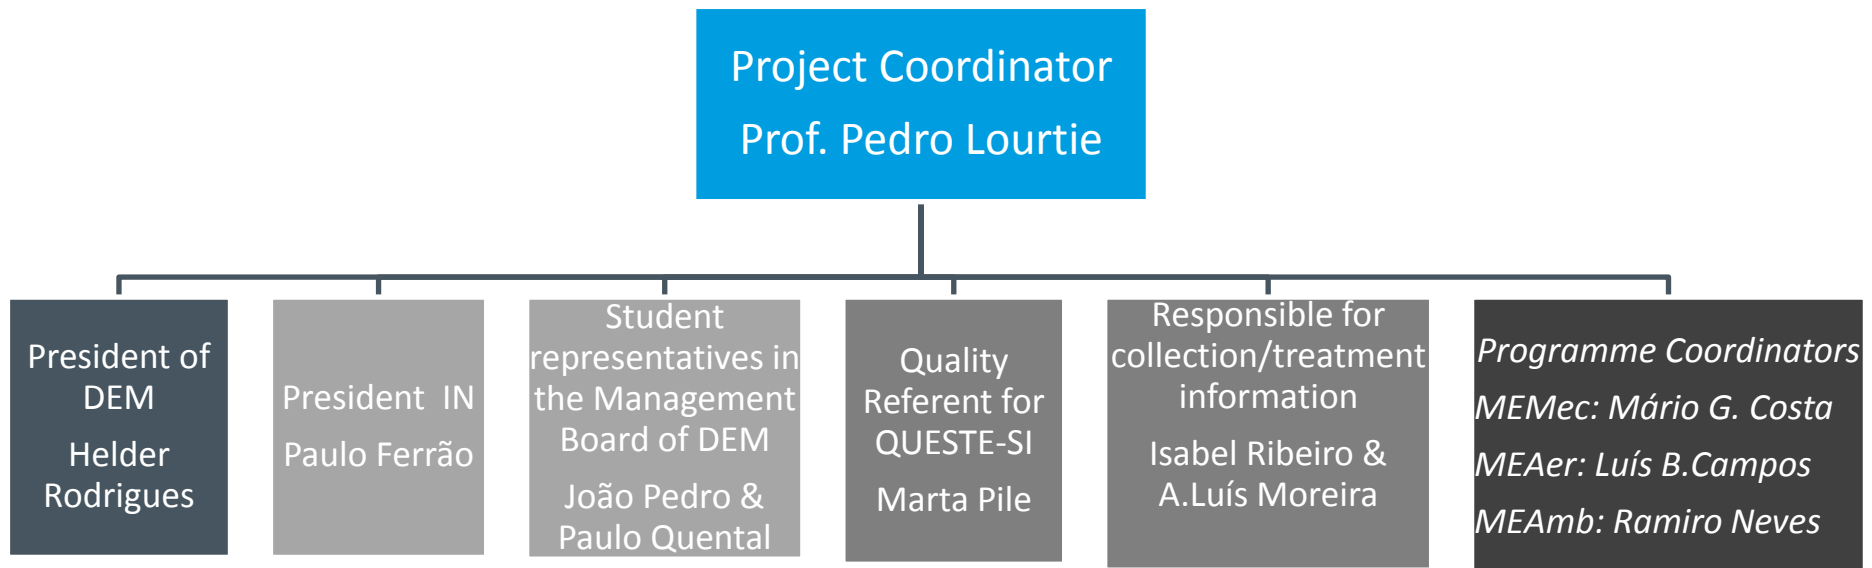 Project Coordinator
Prof. Pedro Lourtie
President of
DEM
Helder
Rodrigues
President IN
Paulo Ferrão
Student
representatives in
the Management
Board of DEM
João Pedro &
Paulo Quental
Quality
Referent for
QUESTE-SI
Marta Pile
Responsible for
collection/treatment
information
Isabel Ribeiro &
A.Luís Moreira
Programme Coordinators
MEMec: Mário G. Costa
MEAer: Luís B.Campos
MEAmb: Ramiro Neves